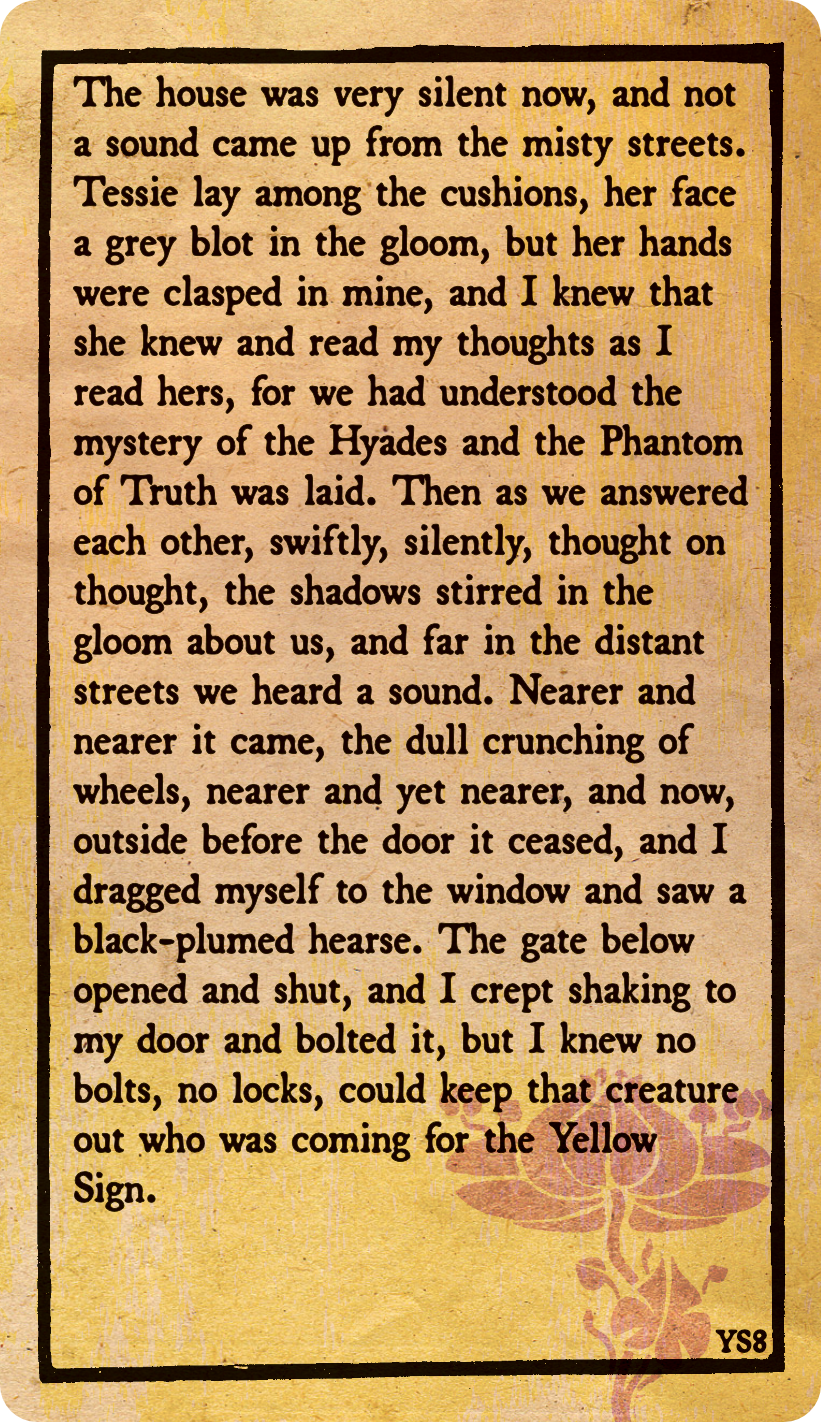 The house was very silent now, and not
a sound came up from the misty streets.
Tessie lay among the cushions, her face
a grey blot in the gloom, but her hands
were clasped in mine, and I knew that
she knew and read my thoughts as I
read hers, for we had understood the
mystery of the Hyades and the Phantom
of Truth was laid. Then as we answered
each other, swiftly, silently, thought on
thought, the shadows stirred in the
gloom about us, and far in the distant
streets we heard a sound. Nearer and
nearer it came, the dull crunching of
wheels, nearer and yet nearer, and now,
outside before the door it ceased, and I
dragged myself to the window and saw a
black-plumed hearse. The gate below
opened and shut, and I crept shaking to
my door and bolted it, but I knew no
bolts, no locks, could keep that creature
out who was coming for the Yellow
Sign.
YS8